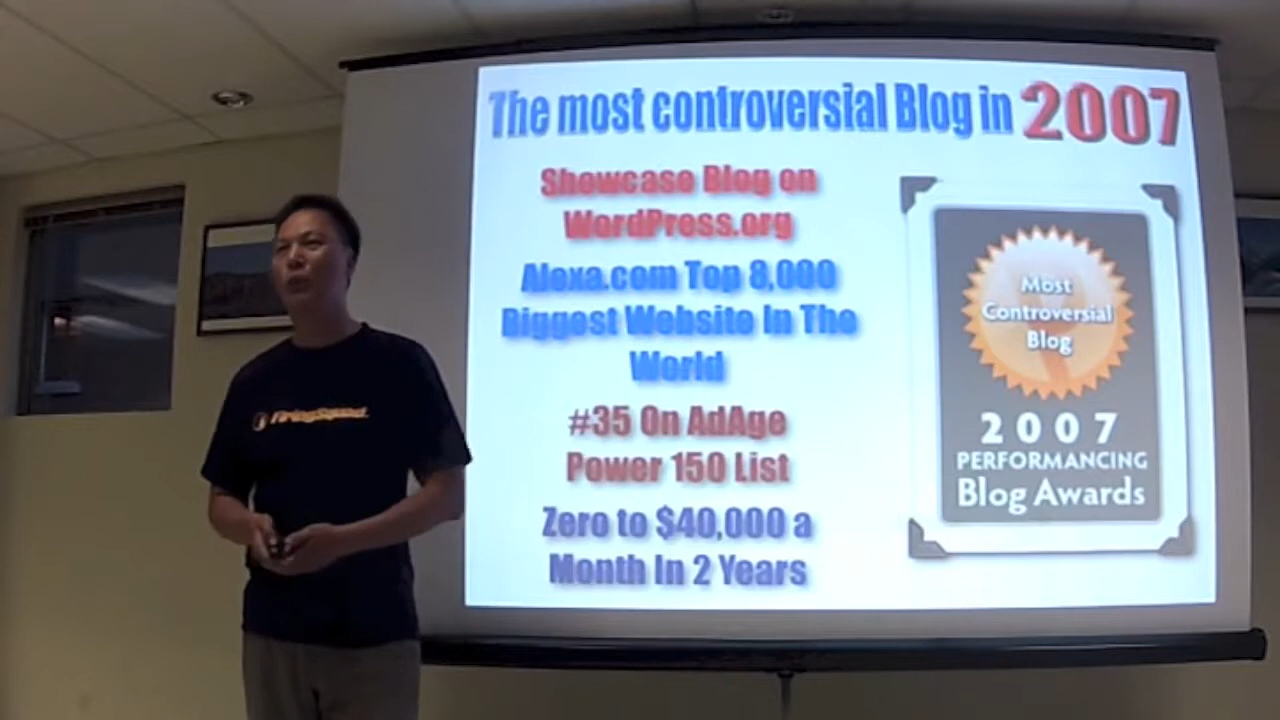 The most controversial Blog in 2007
Showcase Blog on
WordPress.org
Alexa.com Top 8,000
Biggest Website In The
World
#35 On AdAge
Power 150 List
Zero to $40,000 a
Month In 2 Years
Most
Controversial
Blog
2007
PERFORMANCING
Blog Awards
FiringSquad